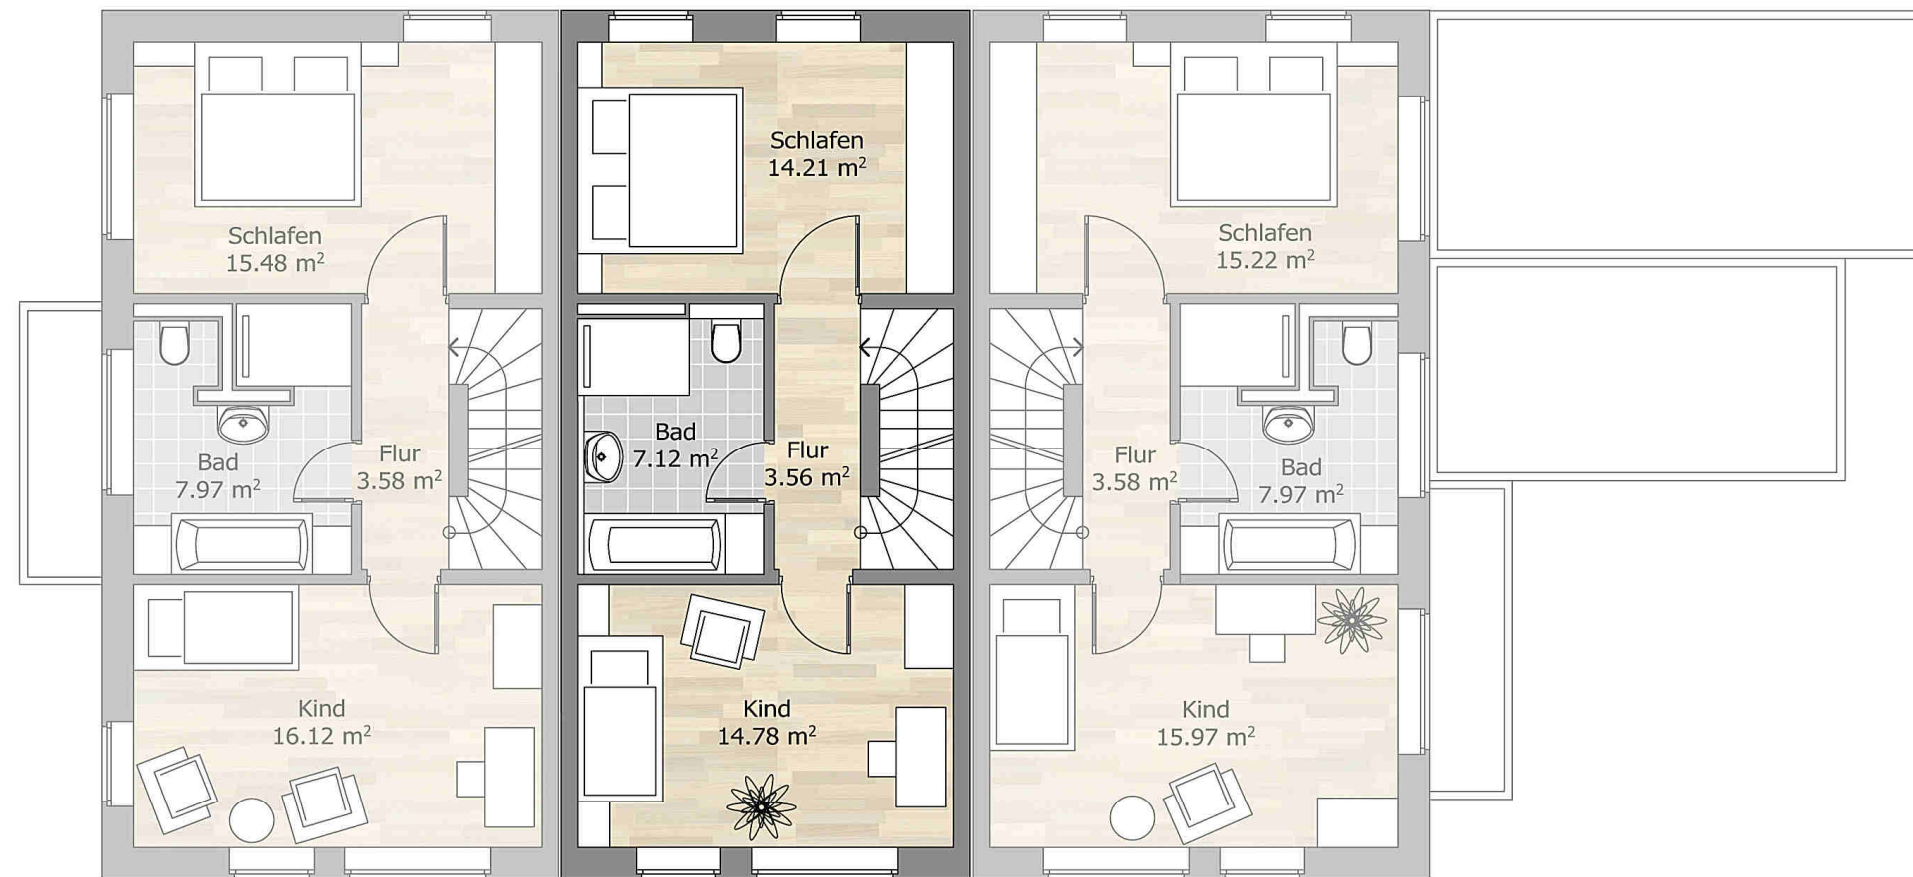 Schlafen
15.48 m²
Bad
7.97 m²
Flur
3.58 m²
Kind
16.12 m²
Schlafen
14.21 m²
Bad
7.12 m²
Flur
3.56 m²
Kind
14.78 m²
Schlafen
15.22 m²
Flur
3.58 m²
Bad
7.97 m²
Kind
15.97 m²